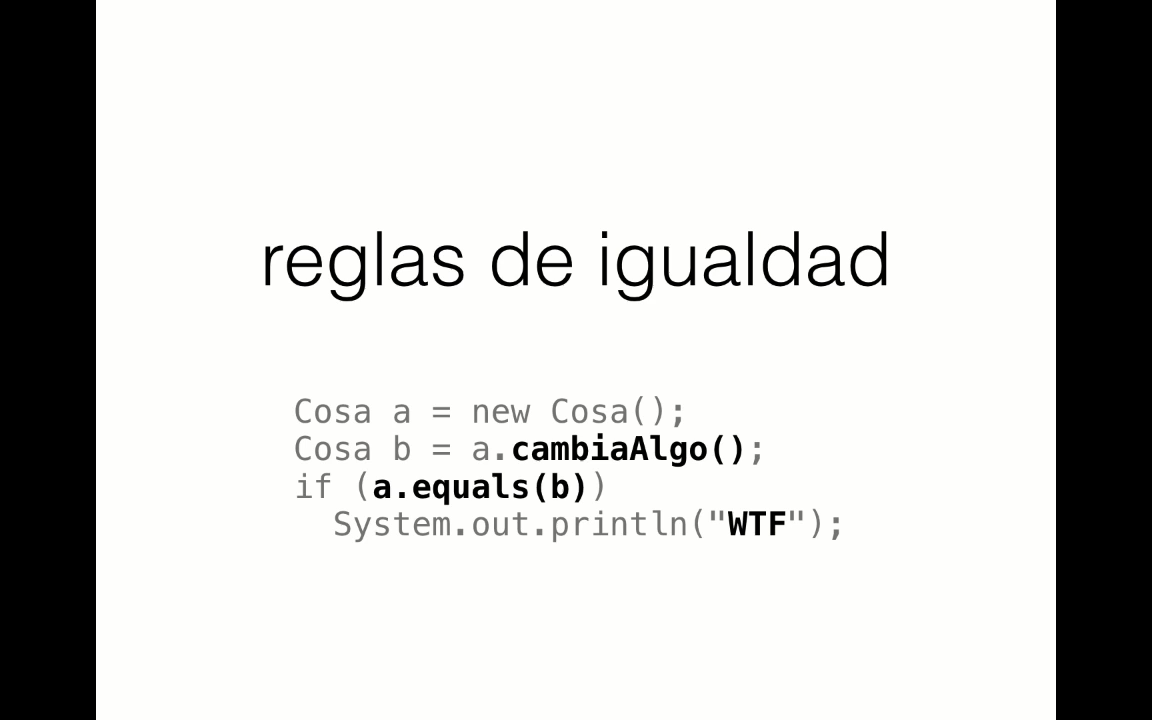 reglas de igualdad
Cosa a = new Cosa();
Cosa b = a.cambiaAlgo();
if (a.equals(b))
  System.out.println("WTF");